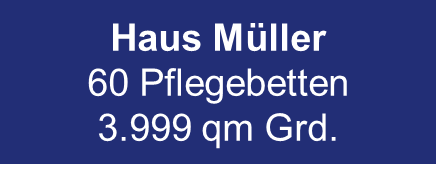 Haus Müller
60 Pflegebetten
3.999 qm Grd.